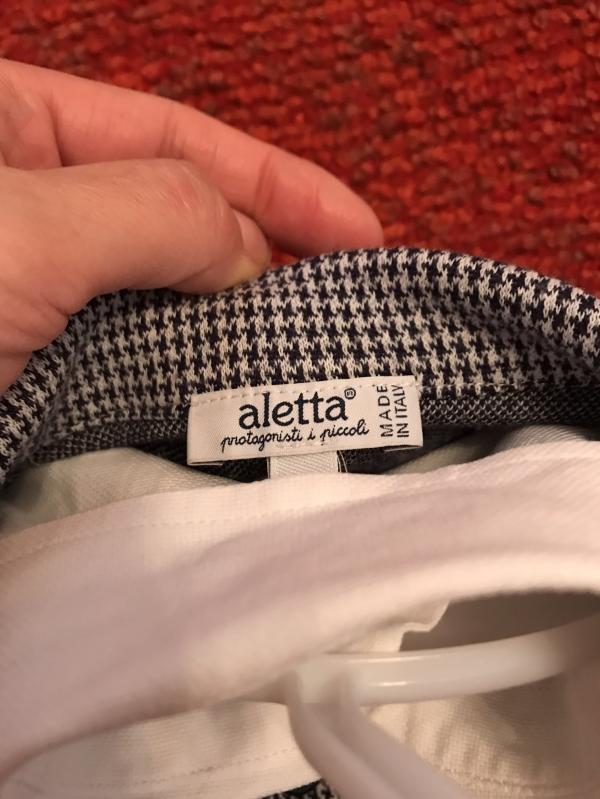 aletta®
protagonisti i piccoli
MADE
IN ITALY